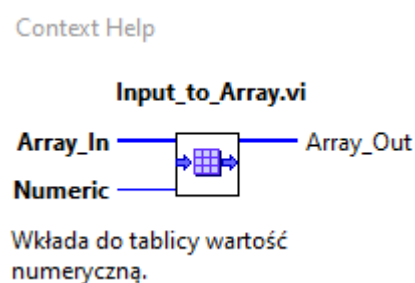 Context Help
Input_to_Array.vi
Array_In
Array_Out
Numeric
Wkłada do tablicy wartość
numeryczną.